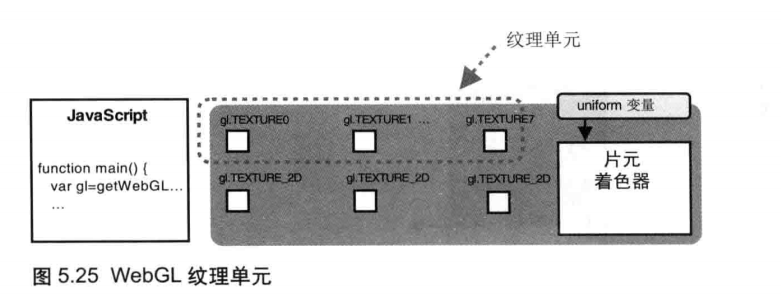 纹理单元
JavaScript
function main() {
var gl=getWebGL…
…
gl.TEXTURE0 gl.TEXTURE1 … gl.TEXTURE7
gl.TEXTURE_2D gl.TEXTURE_2D gl.TEXTURE_2D
uniform 变量
片元
着色器
图 5.25 WebGL 纹理单元